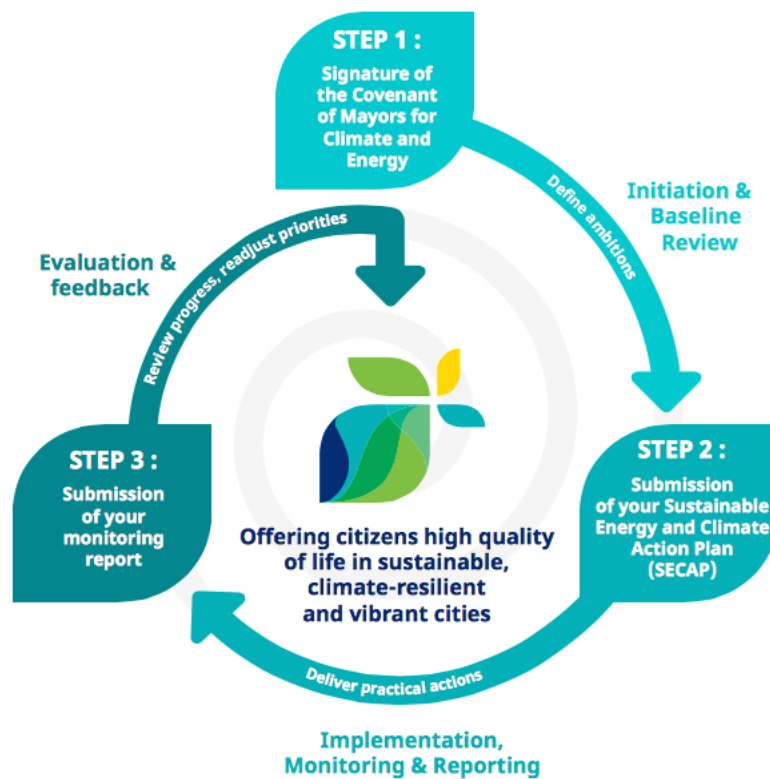 STEP 1 :
Signature of
the Covenant
of Mayors for
Climate and
Energy
Define ambitions
Initiation &
Baseline
Review
STEP 2 :
Submission
of your Sustainable
Energy and Climate
Action Plan
(SECAP)
Deliver practical actions
Implementation,
Monitoring & Reporting
STEP 3 :
Submission
of your
monitoring
report
Review progress, readjust priorities
Evaluation &
feedback
Offering citizens high quality
of life in sustainable,
climate-resilient
and vibrant cities